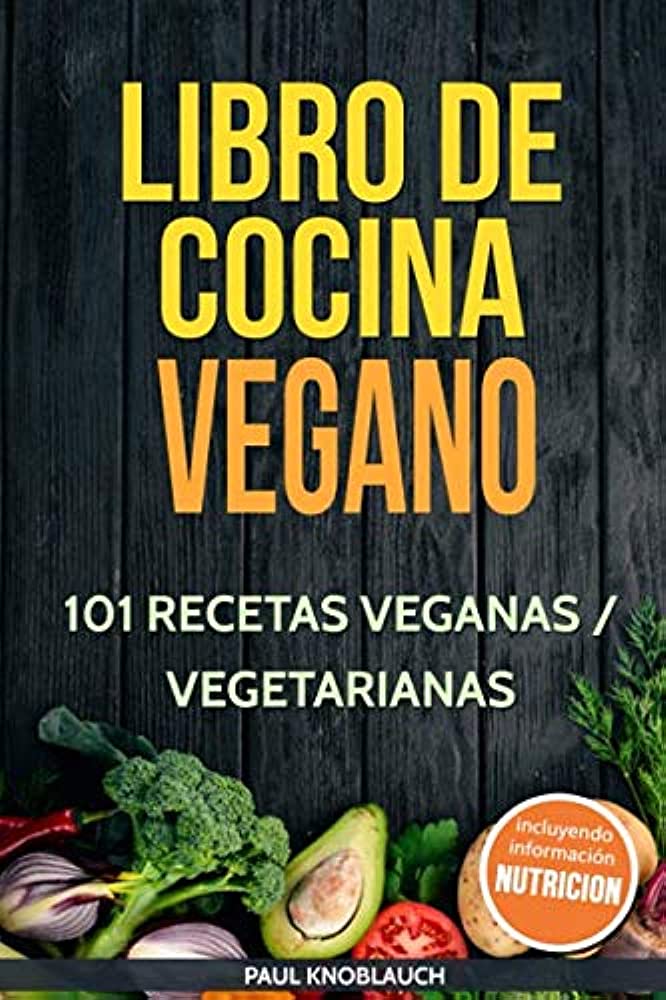 LIBRO DE
COCINA
VEGANO
101 RECETAS VEGANAS /
VEGETARIANAS
incluyendo
información
NUTRICION
PAUL KNOBLAUCH